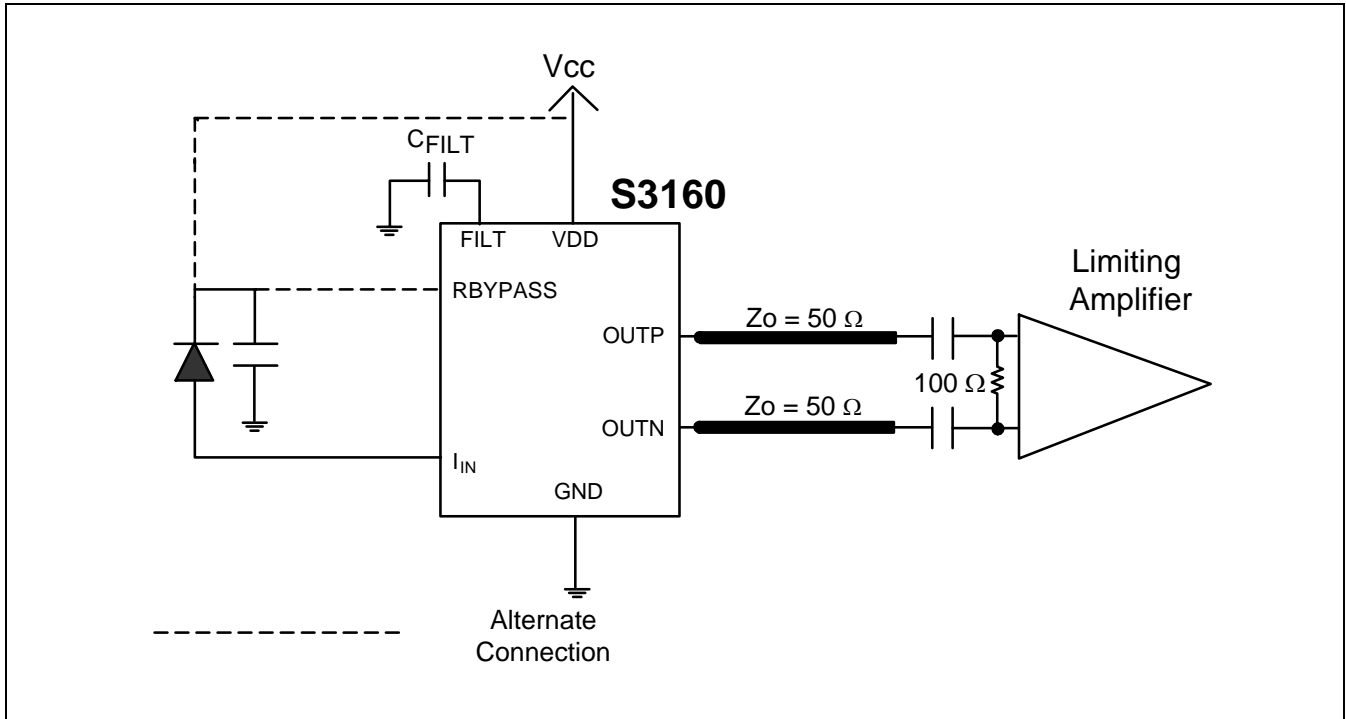 Vcc
CFILT
S3160
FILT
VDD
RBYPASS
Limiting
Amplifier
OUTP
Zo = 50 Ω
100 Ω
Zo = 50 Ω
OUTN
IIN
GND
Alternate
Connection